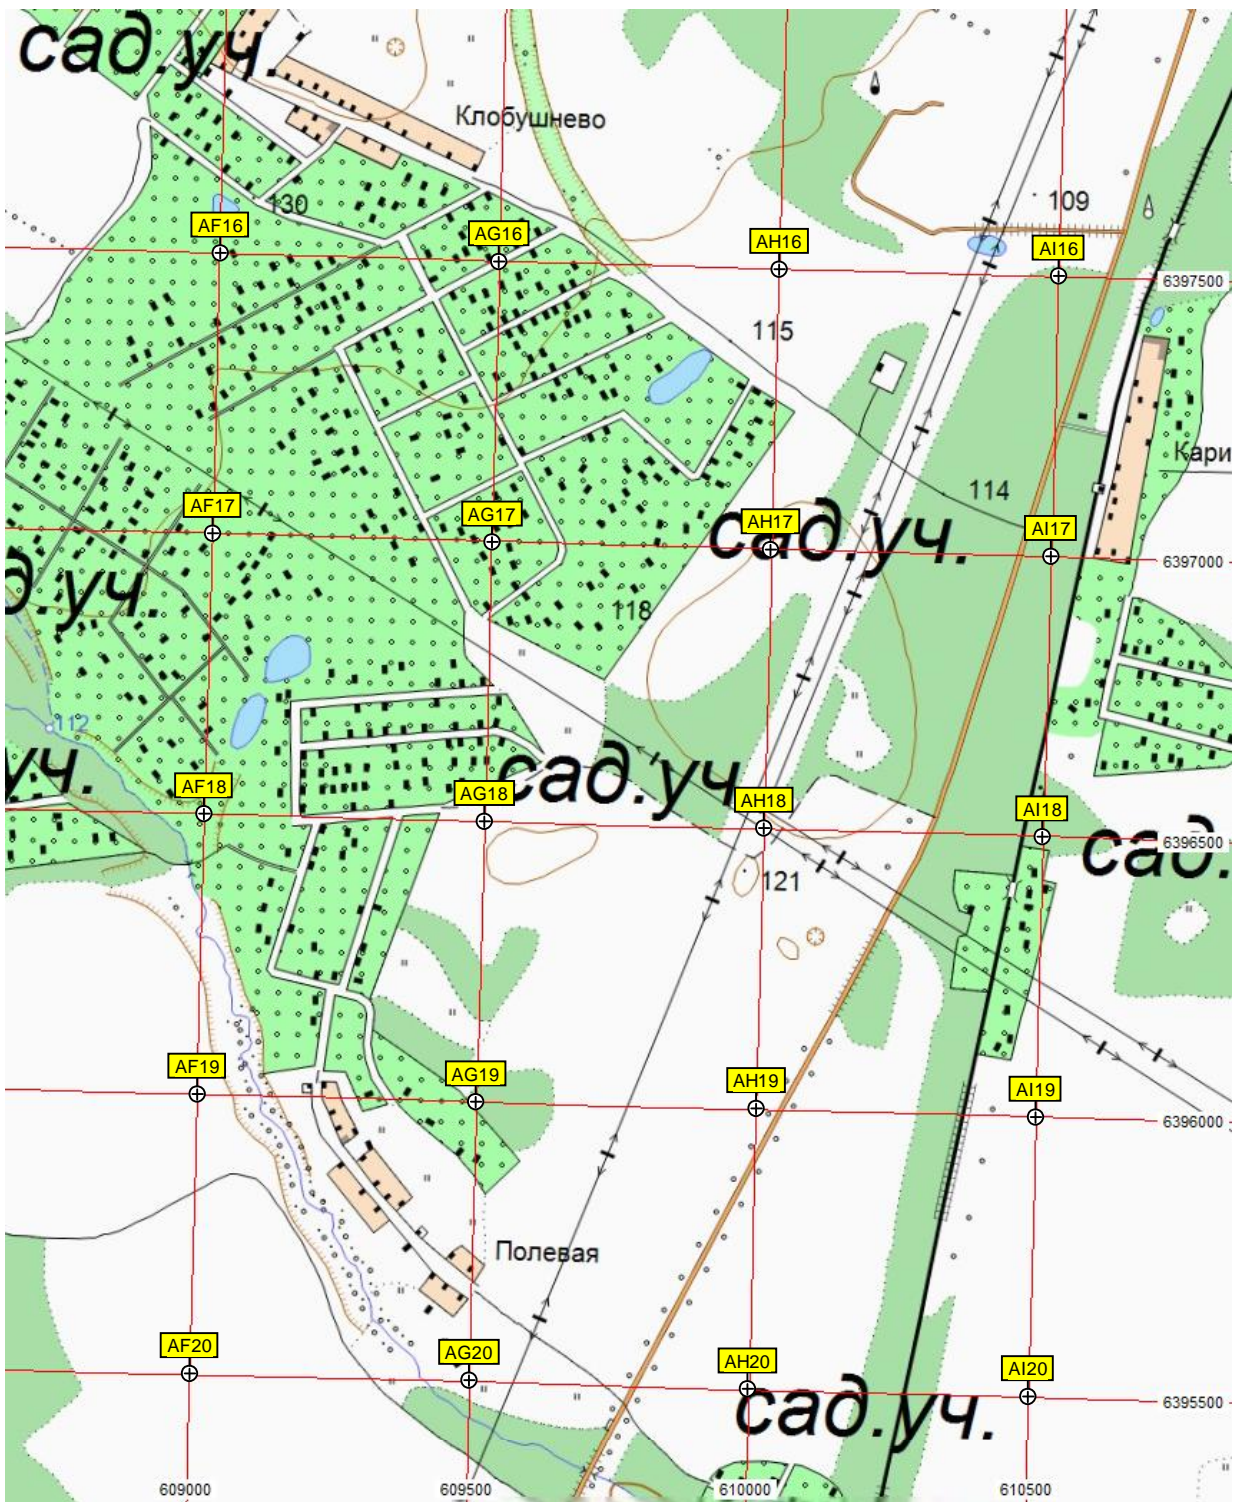 сад.уч.
Клобушнево
130
109
AF16
AG16
AH16
AI16
6397500
115
Кари
114
AF17
AG17
AH17
AI17
сад.уч.
6397000
д.уч.
118
112
уч.
сад.уч.
AF18
AG18
AH18
AI18
6396500
сад.
121
AF19
AG19
AH19
AI19
6396000
Полевая
AF20
AG20
AH20
AI20
6395500
сад.уч.
609000
609500
610000
610500